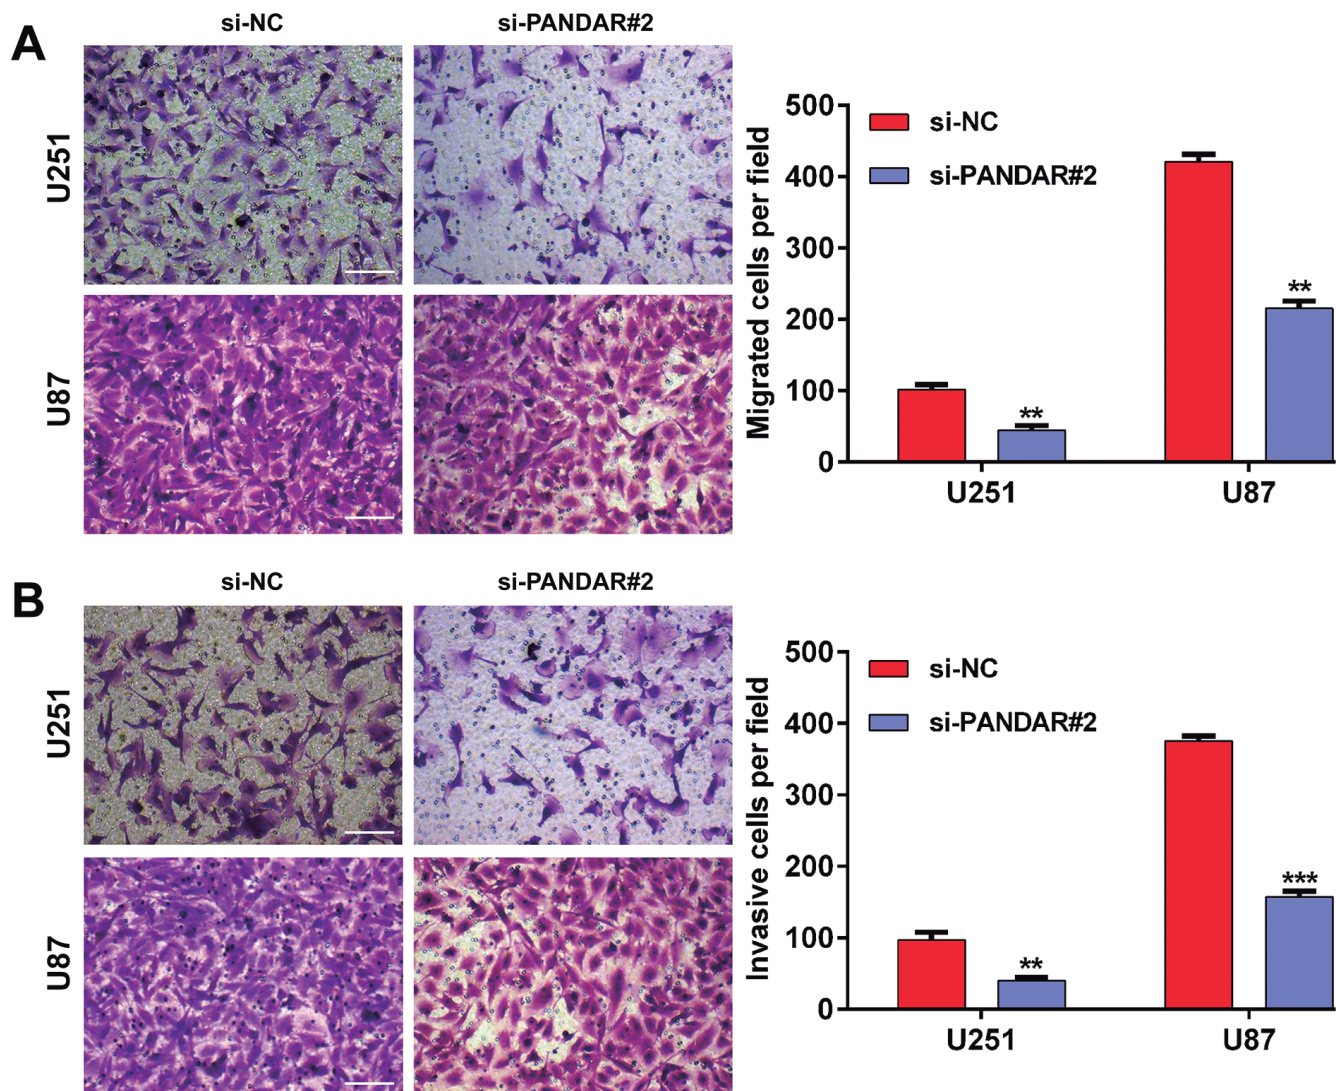 A
si-NC
si-PANDAR#2
U251
U87
Migrated cells per field
500
400
300
200
100
0
si-NC
si-PANDAR#2
**
**
U251
U87
B
si-NC
si-PANDAR#2
U251
U87
Invasive cells per field
500
400
300
200
100
0
si-NC
si-PANDAR#2
**
***
U251
U87